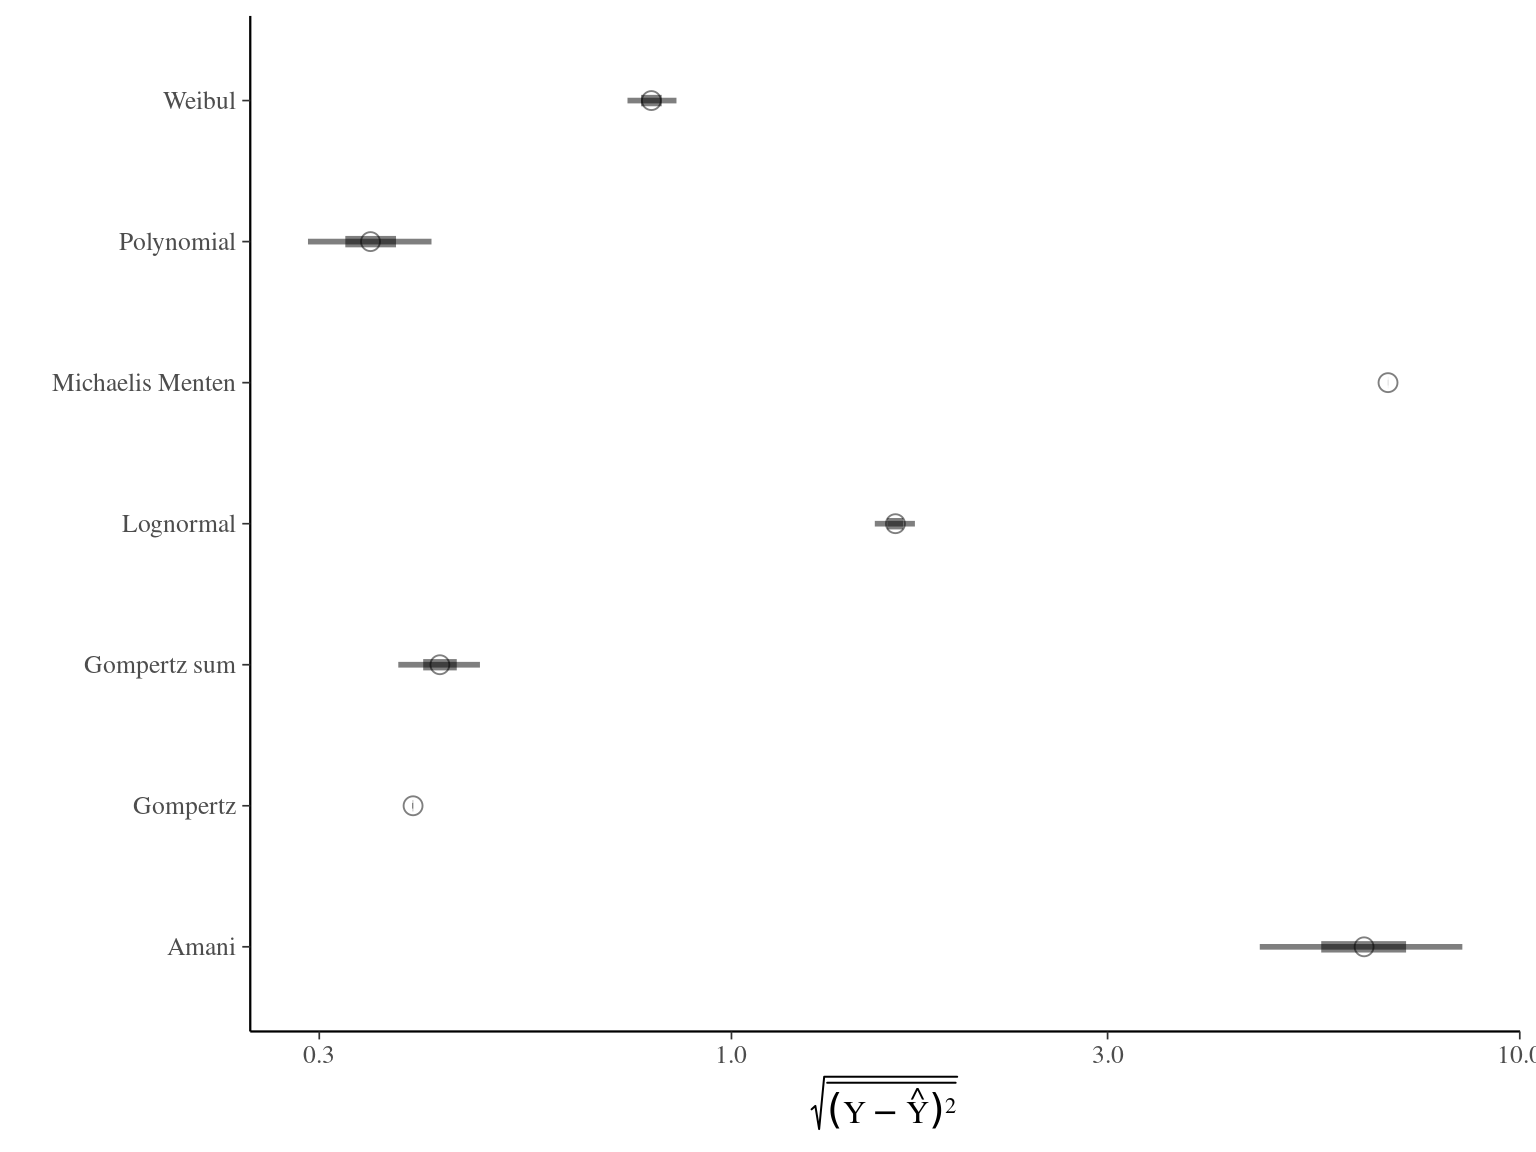 Weibul
Polynomial
Michaelis Menten
Lognormal
Gompertz sum
Gompertz
Amani
0.3 1.0 3.0 10.0
√(Y − Ŷ)²